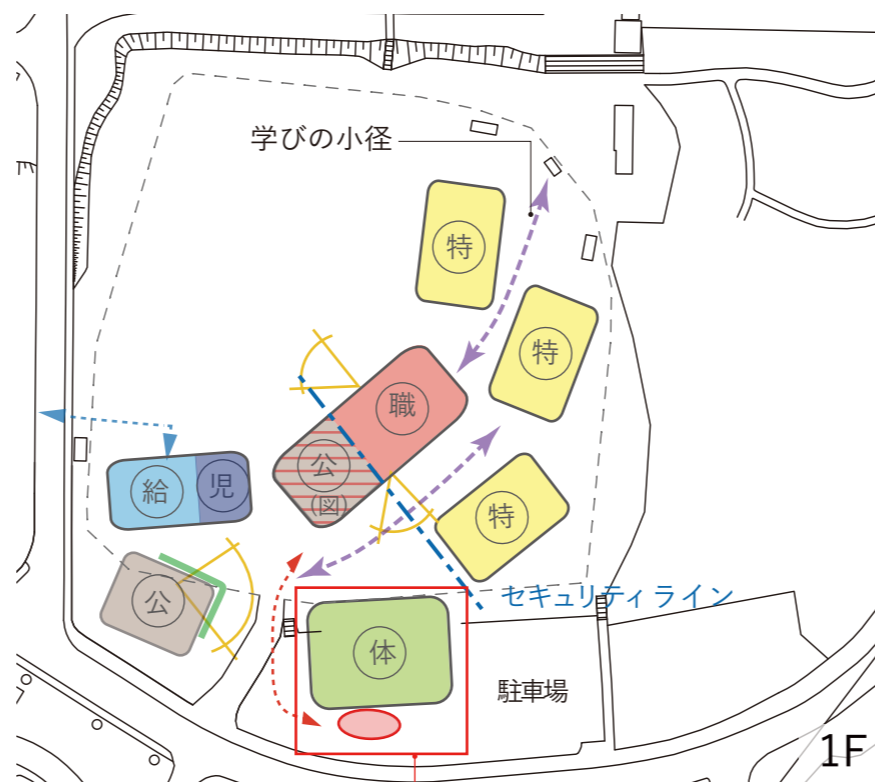 学びの小径
特
特
職
公
(図)
給
児
特
公
セキュリティライン
体
駐車場
1F